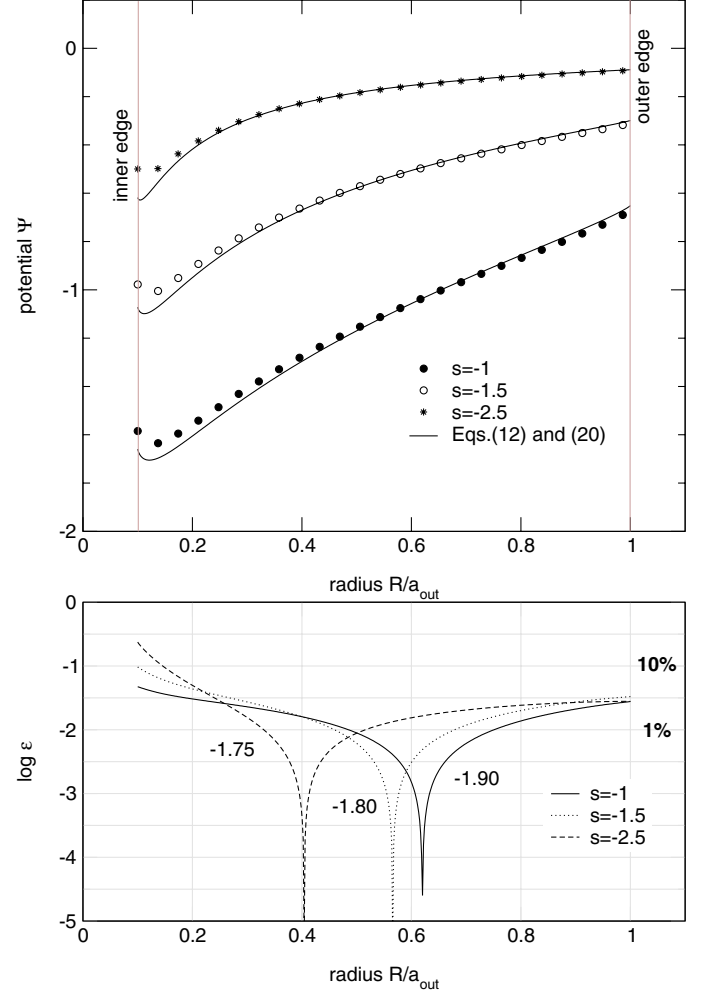 0
-1
-2
potential Ψ
inner edge
outer edge
s=-1
s=-1.5
s=-2.5
Eqs.(12) and (20)
0
0.2
0.4
0.6
0.8
1
radius R/a_out
0
-1
-2
-3
-4
-5
log ε
10%
1%
-1.75
-1.80
-1.90
s=-1
s=-1.5
s=-2.5
0
0.2
0.4
0.6
0.8
1
radius R/a_out